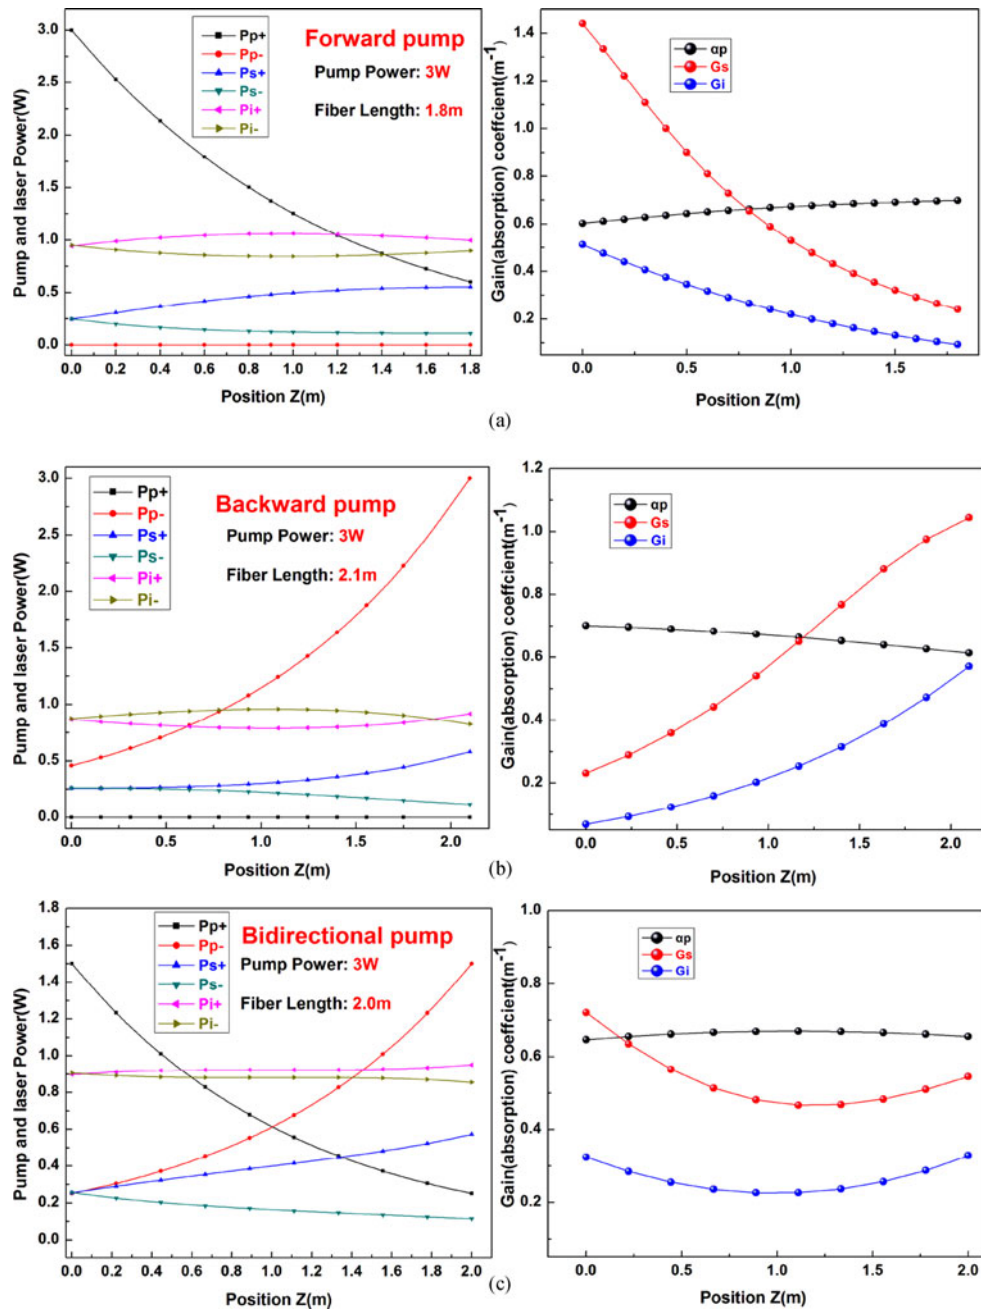 Pump and laser Power(W)
3.0
2.5
2.0
1.5
1.0
0.5
0.0
Pp+
Pp-
Ps+
Ps-
Pi+
Pi-
Forward pump
Pump Power: 3W
Fiber Length: 1.8m
0.0 0.2 0.4 0.6 0.8 1.0 1.2 1.4 1.6 1.8
Position Z(m)
Gain(absorption) coeffcient(m⁻¹)
1.4
1.2
1.0
0.8
0.6
0.4
0.2
αp
Gs
Gi
0.0 0.5 1.0 1.5
Position Z(m)
(a)
Pump and laser Power(W)
3.0
2.5
2.0
1.5
1.0
0.5
0.0
Pp+
Pp-
Ps+
Ps-
Pi+
Pi-
Backward pump
Pump Power: 3W
Fiber Length: 2.1m
0.0 0.5 1.0 1.5 2.0
Position Z(m)
Gain(absorption) coeffcient(m⁻¹)
1.2
1.0
0.8
0.6
0.4
0.2
αp
Gs
Gi
0.0 0.5 1.0 1.5 2.0
Position Z(m)
(b)
Pump and laser Power(W)
1.8
1.6
1.4
1.2
1.0
0.8
0.6
0.4
0.2
0.0
Pp+
Pp-
Ps+
Ps-
Pi+
Pi-
Bidirectional pump
Pump Power: 3W
Fiber Length: 2.0m
0.0 0.2 0.4 0.6 0.8 1.0 1.2 1.4 1.6 1.8 2.0
Position Z(m)
Gain(absorption) coeffcient(m⁻¹)
1.0
0.8
0.6
0.4
0.2
αp
Gs
Gi
0.0 0.5 1.0 1.5 2.0
Position Z(m)
(c)